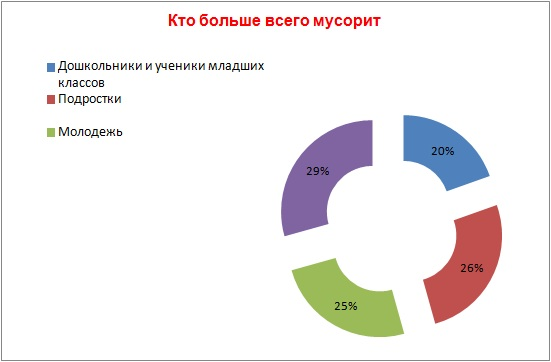 Кто больше всего мусорит
Дошкольники и ученики младших
классов
Подростки
Молодежь
20%
29%
26%
25%